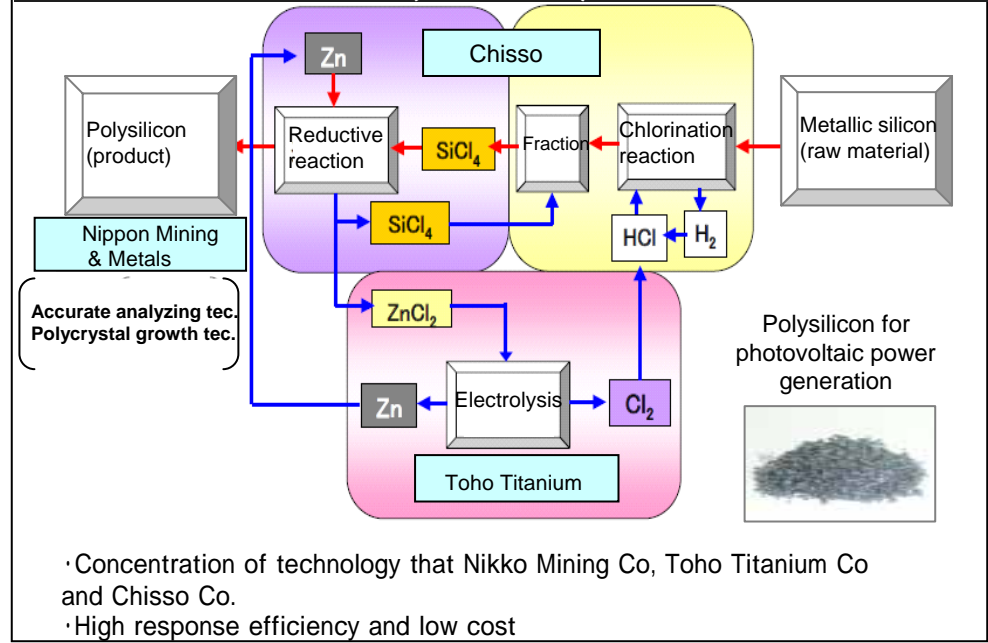 Zn
Chisso
Polysilicon
(product)
Reductive
reaction
SiCl4
Fraction
Chlorination
reaction
Metallic silicon
(raw material)
SiCl4
HCl
H2
Nippon Mining
& Metals
Accurate analyzing tec.
Polycrystal growth tec.
ZnCl2
Zn
Electrolysis
Cl2
Toho Titanium
Polysilicon for
photovoltaic power
generation
·Concentration of technology that Nikko Mining Co, Toho Titanium Co
and Chisso Co.
·High response efficiency and low cost